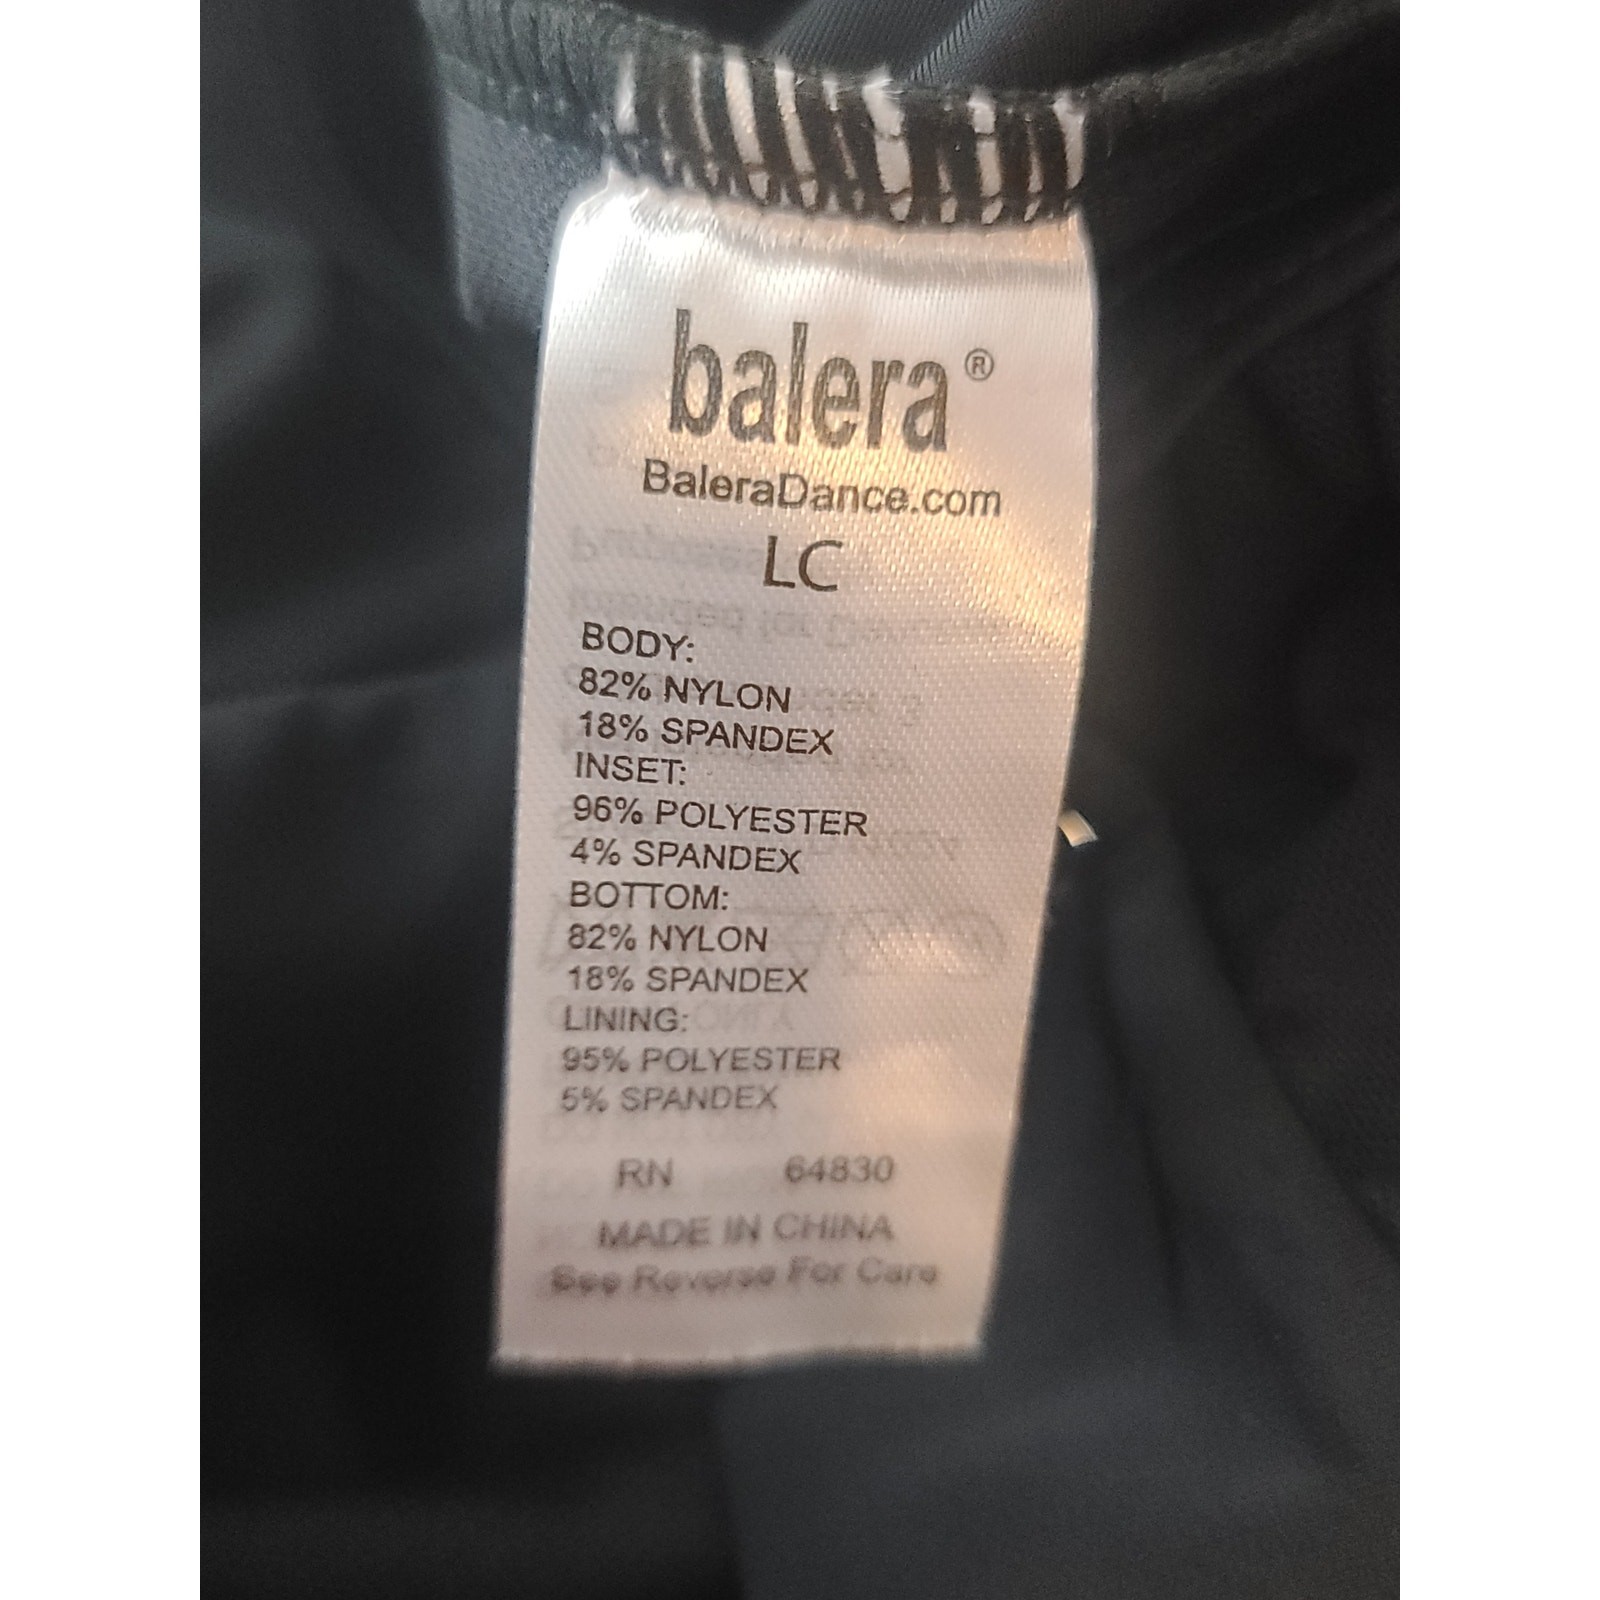 balera®
BaleraDance.com
LC
BODY:
82% NYLON
18% SPANDEX
INSET:
96% POLYESTER
4% SPANDEX
BOTTOM:
82% NYLON
18% SPANDEX
LINING:
95% POLYESTER
5% SPANDEX
RN 64830
MADE IN CHINA
See Reverse For Care